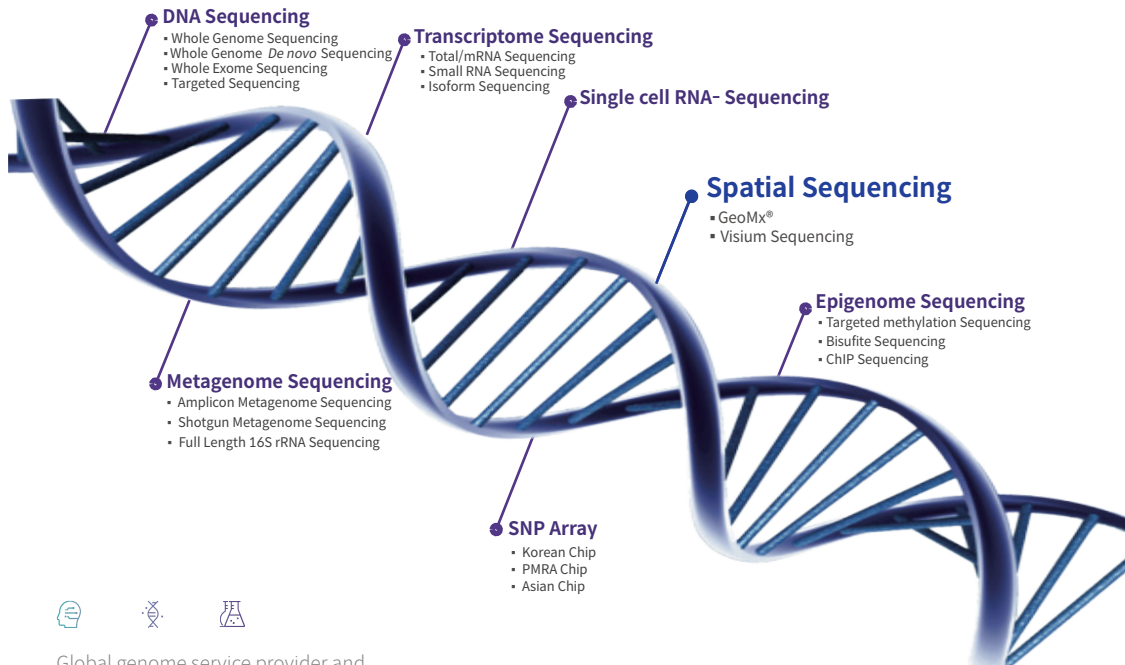 DNA Sequencing
▪ Whole Genome Sequencing
▪ Whole Genome De novo Sequencing
▪ Whole Exome Sequencing
▪ Targeted Sequencing
Transcriptome Sequencing
▪ Total/mRNA Sequencing
▪ Small RNA Sequencing
▪ Isoform Sequencing
Single cell RNA- Sequencing
Spatial Sequencing
▪ GeoMx®
▪ Visium Sequencing
Epigenome Sequencing
▪ Targeted methylation Sequencing
▪ Bisufite Sequencing
▪ ChIP Sequencing
Metagenome Sequencing
▪ Amplicon Metagenome Sequencing
▪ Shotgun Metagenome Sequencing
▪ Full Length 16S rRNA Sequencing
SNP Array
▪ Korean Chip
▪ PMRA Chip
▪ Asian Chip
Global genome service provider and